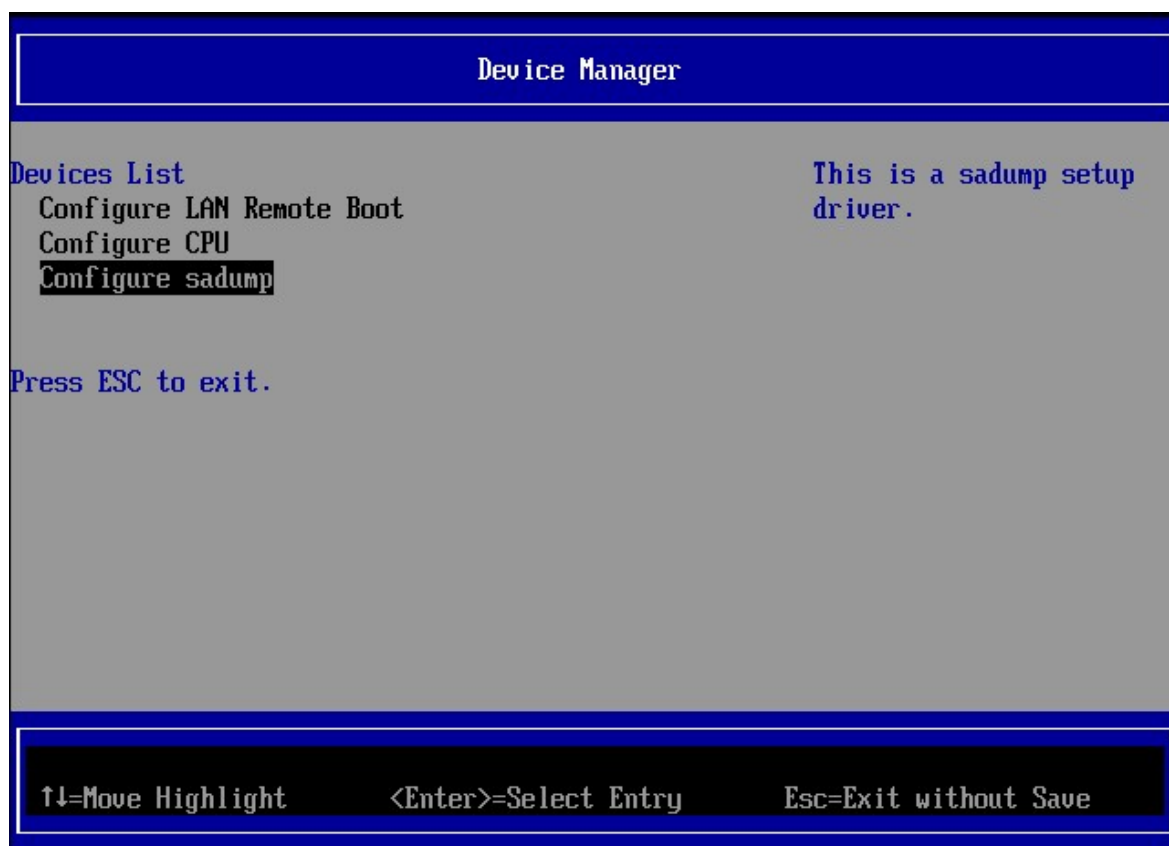 Device Manager
Devices List
Configure LAN Remote Boot
Configure CPU
Configure sadump
Press ESC to exit.
This is a sadump setup
driver.
↑↓=Move Highlight <Enter>=Select Entry Esc=Exit without Save